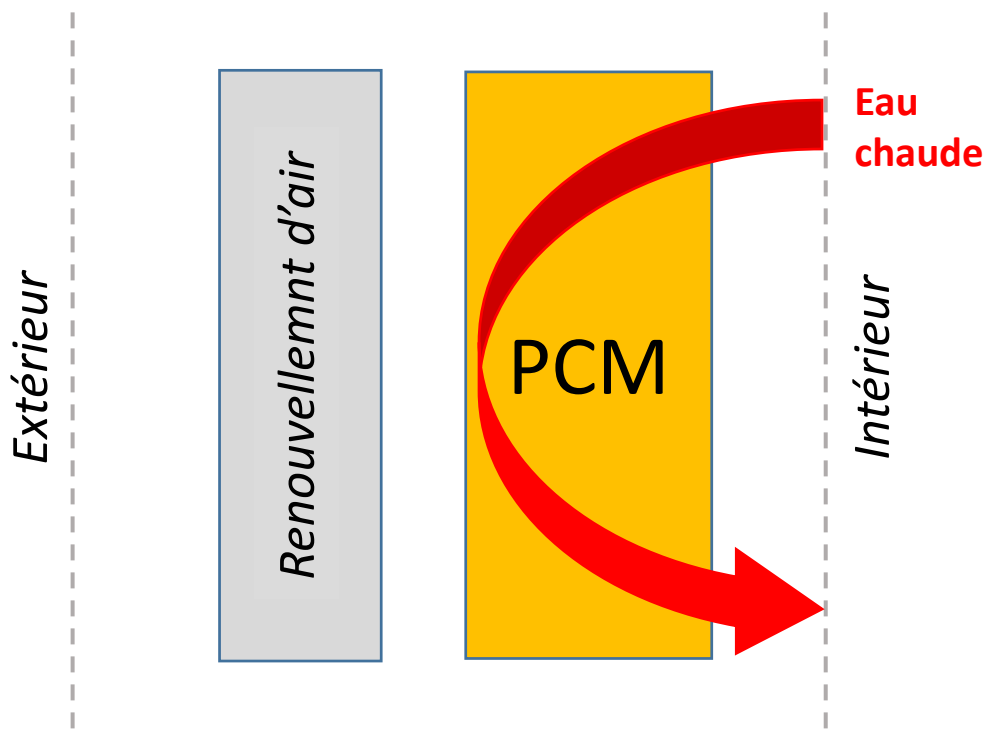 Extérieur
Renouvellemnt d'air
PCM
Eau
chaude
Intérieur